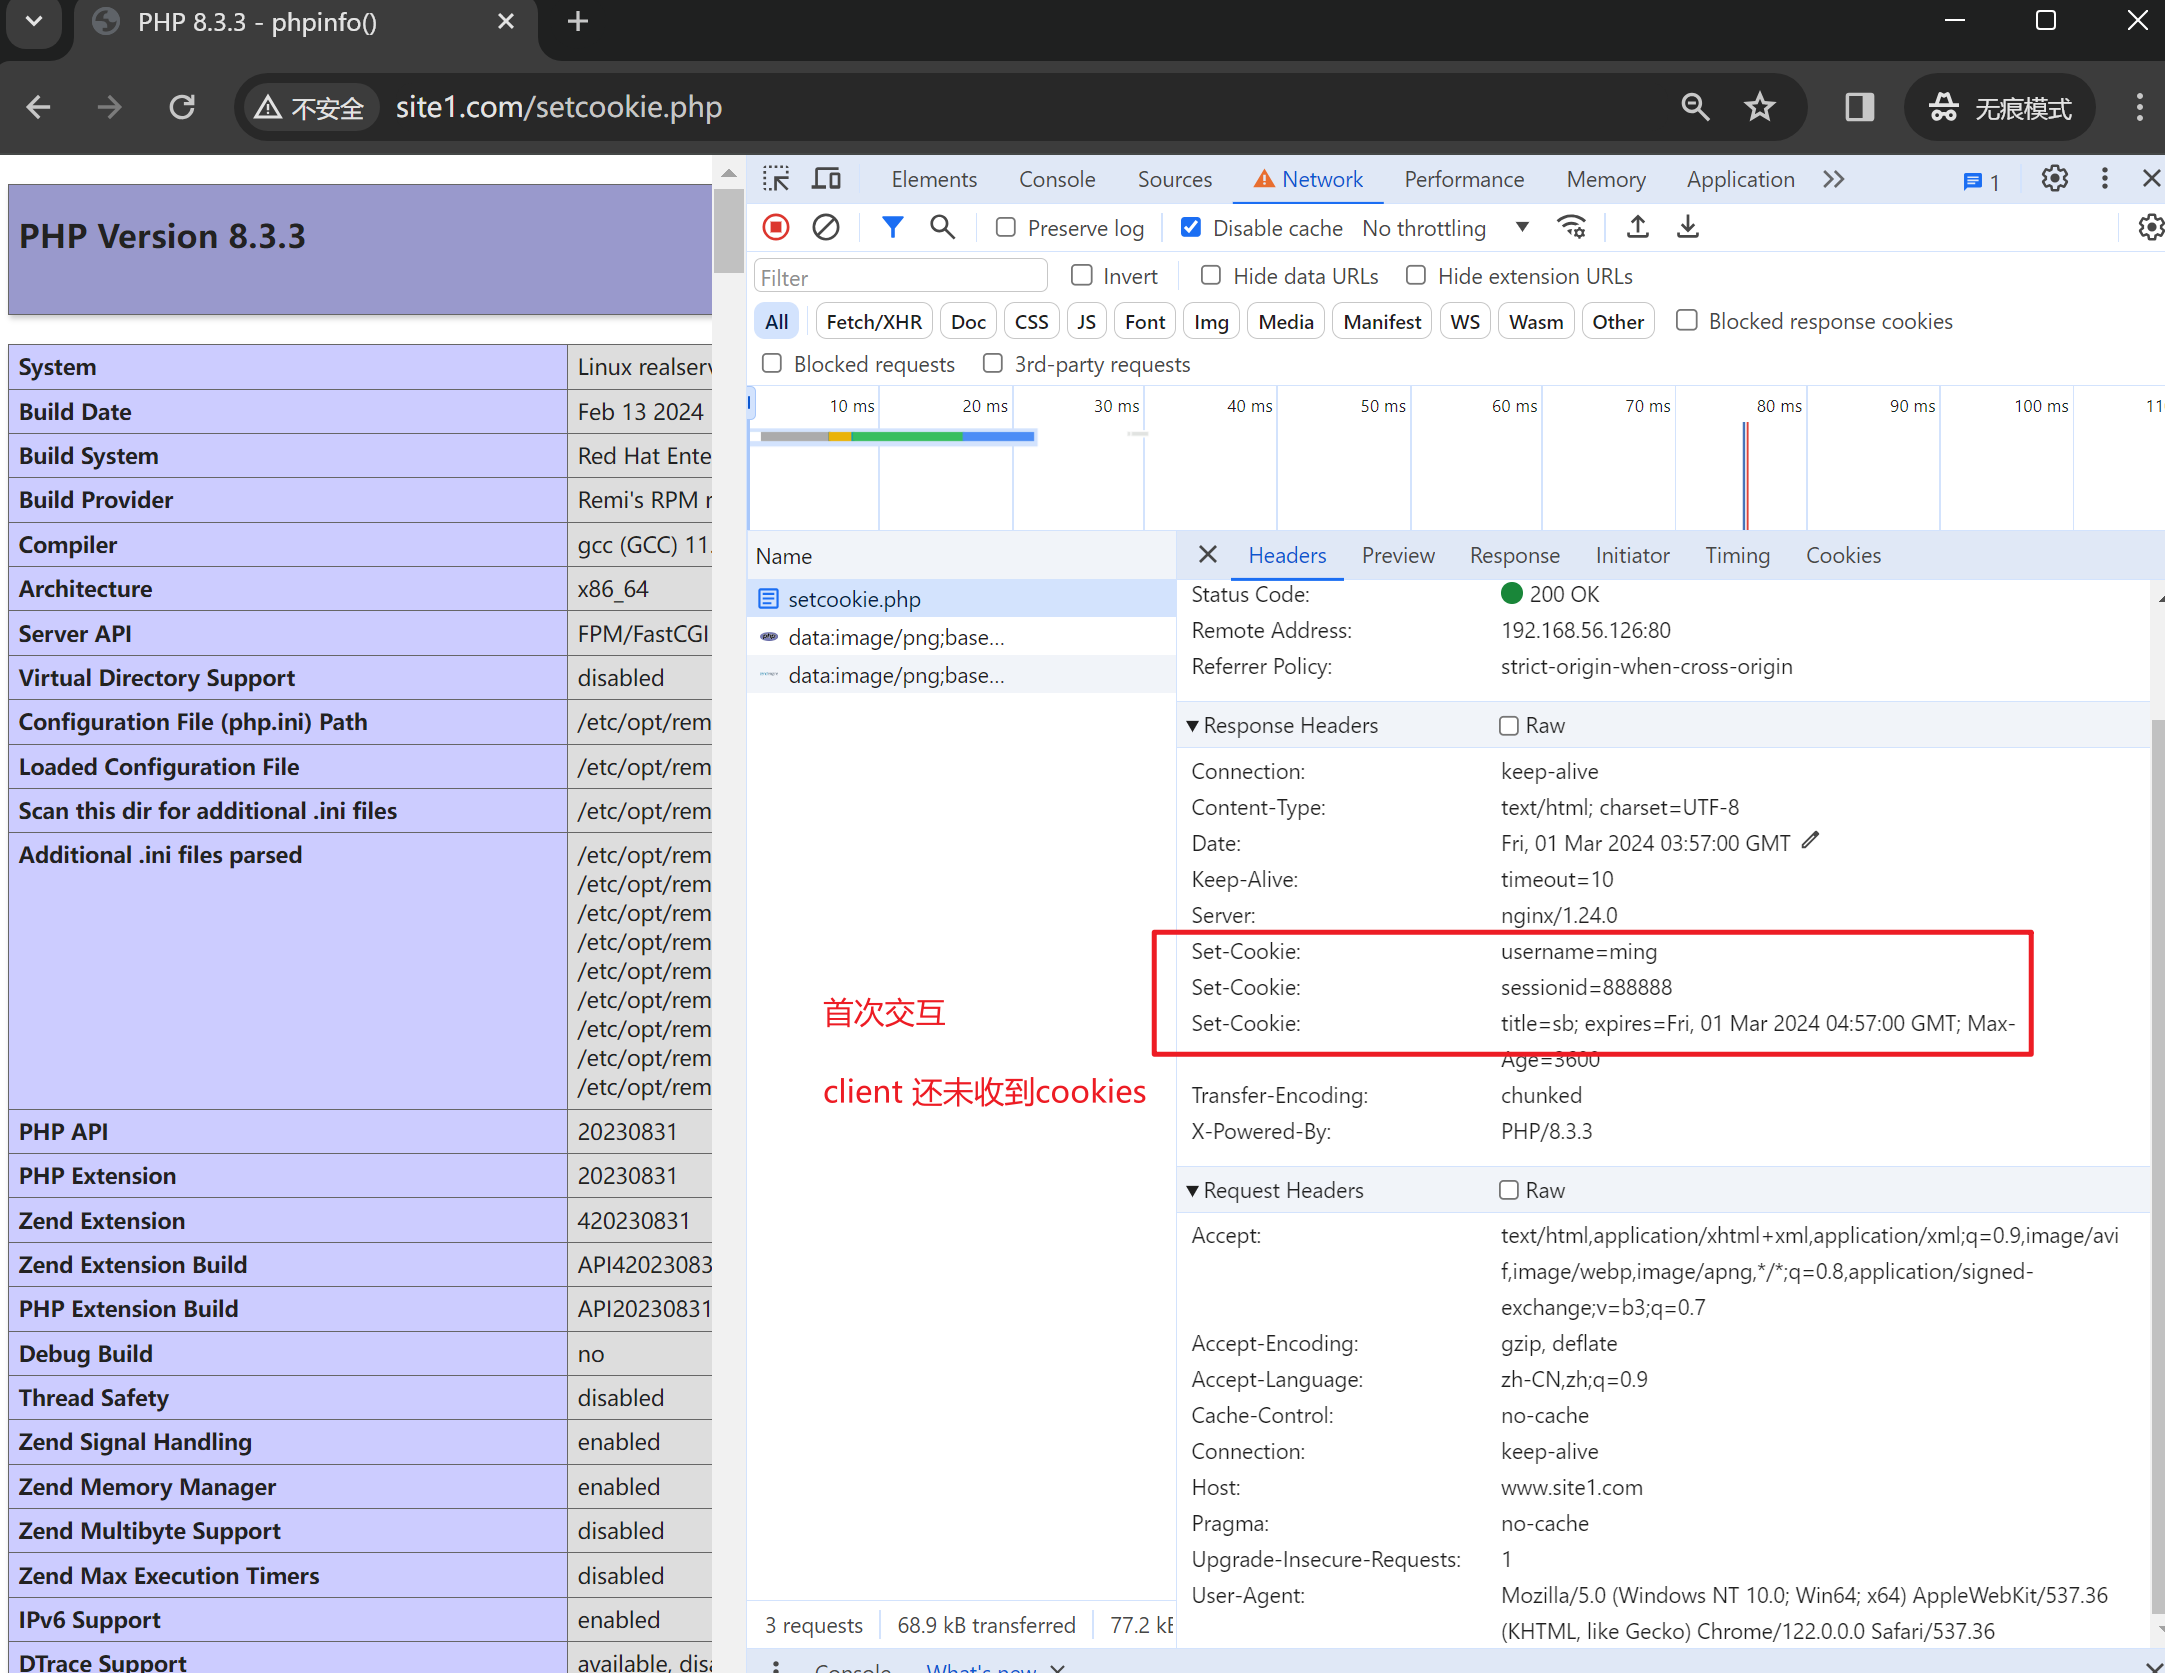 PHP 8.3.3 - phpinfo()
不安全
site1.com/setcookie.php
无痕模式
PHP Version 8.3.3
System Linux realserv
Build Date Feb 13 2024
Build System Red Hat Ente
Build Provider Remi's RPM r
Compiler gcc (GCC) 11.
Architecture x86_64
Server API FPM/FastCGI
Virtual Directory Support disabled
Configuration File (php.ini) Path /etc/opt/rem
Loaded Configuration File /etc/opt/rem
Scan this dir for additional .ini files /etc/opt/rem
Additional .ini files parsed /etc/opt/rem
/etc/opt/rem
/etc/opt/rem
/etc/opt/rem
/etc/opt/rem
/etc/opt/rem
/etc/opt/rem
/etc/opt/rem
/etc/opt/rem
PHP API 20230831
PHP Extension 20230831
Zend Extension 420230831
Zend Extension Build API42023083
PHP Extension Build API20230831
Debug Build no
Thread Safety disabled
Zend Signal Handling enabled
Zend Memory Manager enabled
Zend Multibyte Support disabled
Zend Max Execution Timers disabled
IPv6 Support enabled
DTrace Support available, disa
Elements Console Sources Network Performance Memory Application 1
Preserve log Disable cache No throttling
Filter Invert Hide data URLs Hide extension URLs
All Fetch/XHR Doc CSS JS Font Img Media Manifest WS Wasm Other Blocked response cookies
Blocked requests 3rd-party requests
10 ms 20 ms 30 ms 40 ms 50 ms 60 ms 70 ms 80 ms 90 ms 100 ms 11
Name
setcookie.php
data:image/png;base...
data:image/png;base...
首次交互
client 还未收到cookies
Headers Preview Response Initiator Timing Cookies
Status Code: 200 OK
Remote Address: 192.168.56.126:80
Referrer Policy: strict-origin-when-cross-origin
Response Headers Raw
Connection: keep-alive
Content-Type: text/html; charset=UTF-8
Date: Fri, 01 Mar 2024 03:57:00 GMT
Keep-Alive: timeout=10
Server: nginx/1.24.0
Set-Cookie: username=ming
Set-Cookie: sessionid=888888
Set-Cookie: title=sb; expires=Fri, 01 Mar 2024 04:57:00 GMT; Max-
Age=3600
Transfer-Encoding: chunked
X-Powered-By: PHP/8.3.3
Request Headers Raw
Accept: text/html,application/xhtml+xml,application/xml;q=0.9,image/avi
f,image/webp,image/apng,*/*;q=0.8,application/signed-
exchange;v=b3;q=0.7
Accept-Encoding: gzip, deflate
Accept-Language: zh-CN,zh;q=0.9
Cache-Control: no-cache
Connection: keep-alive
Host: www.site1.com
Pragma: no-cache
Upgrade-Insecure-Requests: 1
User-Agent: Mozilla/5.0 (Windows NT 10.0; Win64; x64) AppleWebKit/537.36
(KHTML, like Gecko) Chrome/122.0.0.0 Safari/537.36
3 requests 68.9 kB transferred 77.2 kB
Console What's new